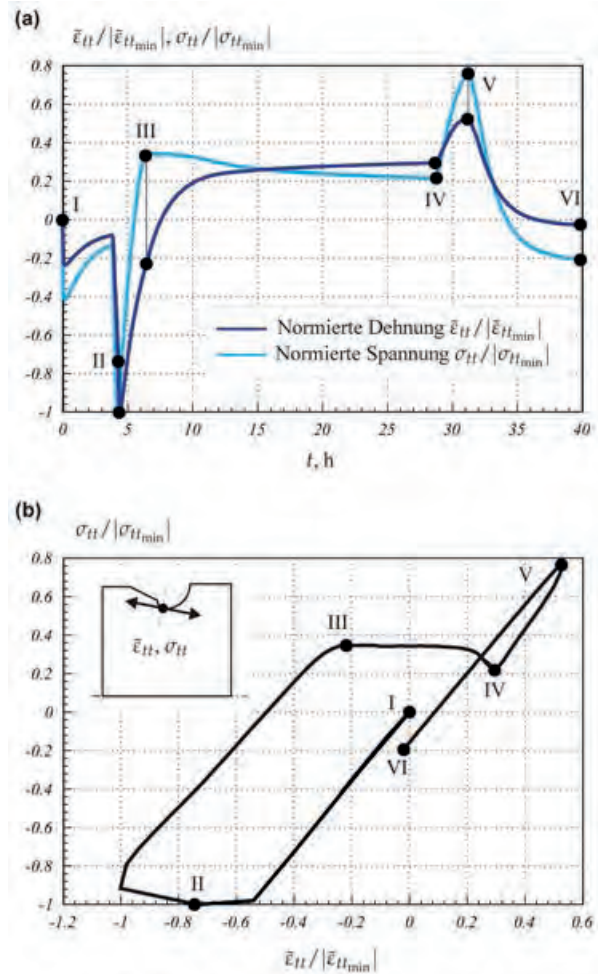 (a)
ε̃tt/|ε̃ttmin|, σtt/|σttmin|
0.8
0.6
0.4
0.2
0
-0.2
-0.4
-0.6
-0.8
-1
I
II
III
IV
V
VI
Normierte Dehnung ε̃tt/|ε̃ttmin|
Normierte Spannung σtt/|σttmin|
0 5 10 15 20 25 30 35 40
t, h
(b)
σtt/|σttmin|
0.8
0.6
0.4
0.2
0
-0.2
-0.4
-0.6
-0.8
-1
ε̃tt, σtt
I
II
III
IV
V
VI
-1.2 -1 -0.8 -0.6 -0.4 -0.2 0 0.2 0.4 0.6
ε̃tt/|ε̃ttmin|